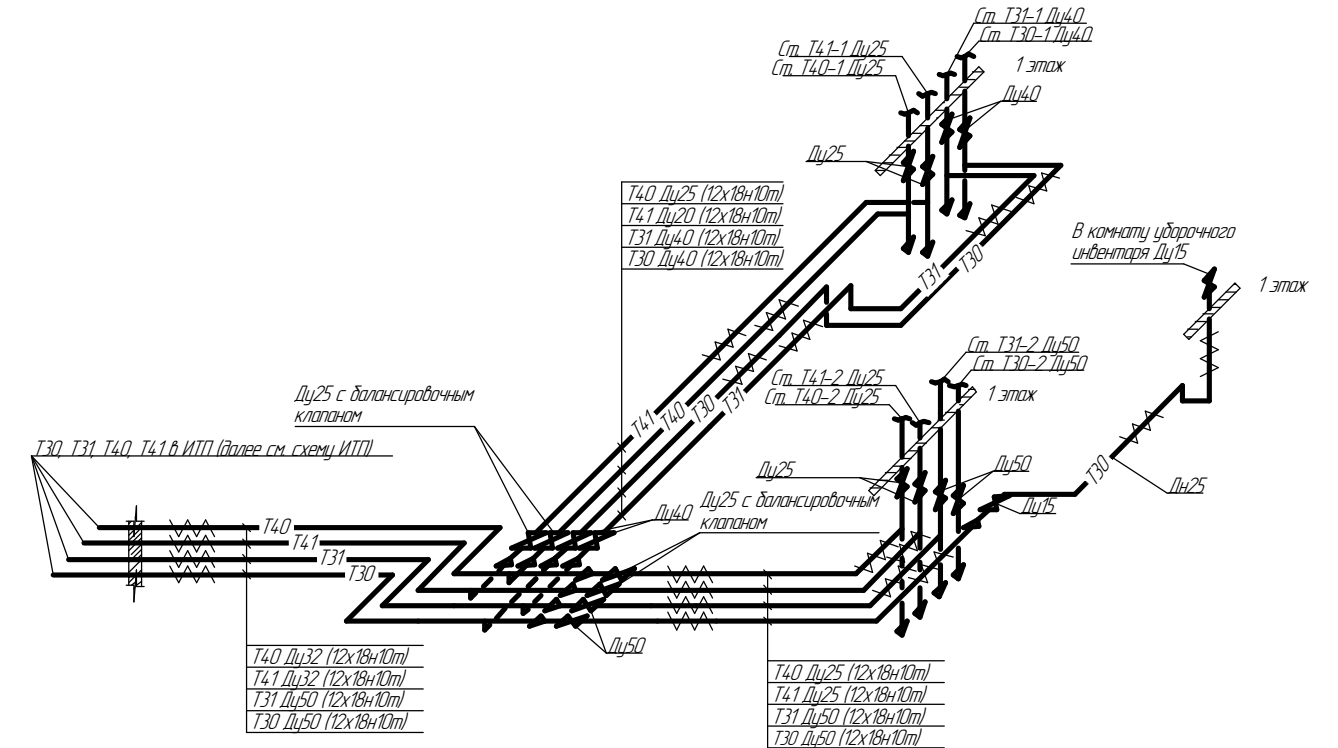 Ст. Т31-1 Ду40
Ст. Т30-1 Ду40
Ст. Т41-1 Ду25
Ст. Т40-1 Ду25
1 этаж
Ду40
Ду25
Т40 Ду25 (12х18н10т)
Т41 Ду20 (12х18н10т)
Т31 Ду40 (12х18н10т)
Т30 Ду40 (12х18н10т)
В комнату уборочного
инвентаря Ду15
1 этаж
Т31
Т30
Ст. Т31-2 Ду50
Ст. Т30-2 Ду50
Ст. Т41-2 Ду25
Ст. Т40-2 Ду25
1 этаж
Ду25 с балансировочным
клапаном
Т41
Т40
Т30
Т31
Т30, Т31, Т40, Т41 в ИТП (далее см. схему ИТП)
Ду25
Ду50
Т30
Дн25
Ду25 с балансировочным
клапаном
Ду15
Ду40
Т40
Т41
Т31
Т30
Ду50
Т40 Ду32 (12х18н10т)
Т41 Ду32 (12х18н10т)
Т31 Ду50 (12х18н10т)
Т30 Ду50 (12х18н10т)
Т40 Ду25 (12х18н10т)
Т41 Ду25 (12х18н10т)
Т31 Ду50 (12х18н10т)
Т30 Ду50 (12х18н10т)